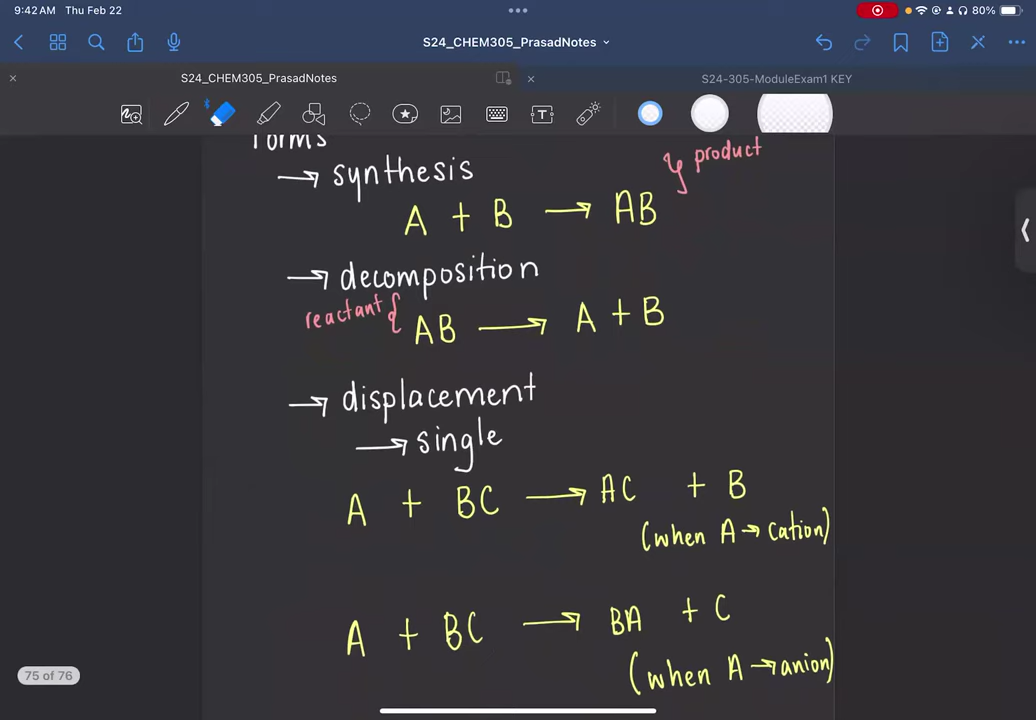 9:42 AM Thu Feb 22
80%
S24_CHEM305_PrasadNotes
S24_CHEM305_PrasadNotes
S24-305-ModuleExam1 KEY
forms
→ synthesis
} product
A + B → AB
→ decomposition
reactant {
AB → A + B
→ displacement
→ single
A + BC → AC + B
(when A → cation)
A + BC → BA + C
(when A → anion)
75 of 76